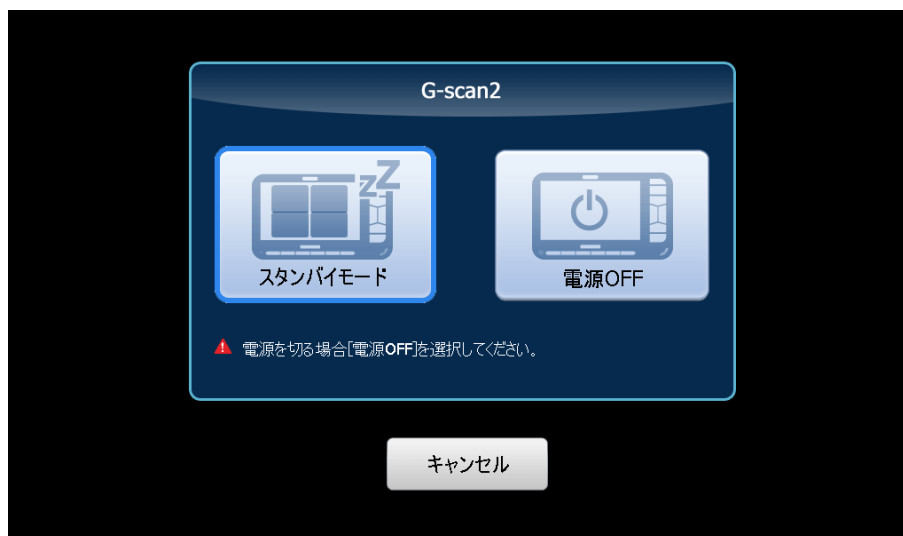 G-scan2
zZ
スタンバイモード
電源OFF
電源を切る場合[電源OFF]を選択してください。
キャンセル